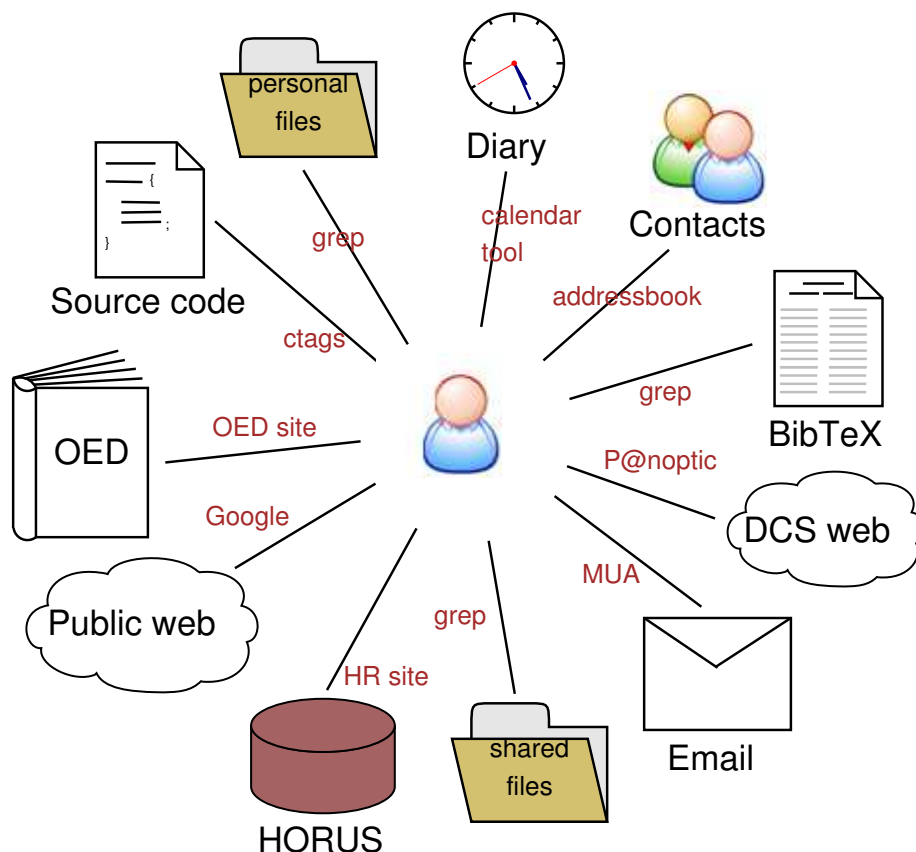 personal
files
Diary
calendar
tool
Contacts
addressbook
{
;
}
Source code
grep
ctags
grep
BibTeX
OED
OED site
P@noptic
DCS web
Google
Public web
MUA
Email
grep
HR site
HORUS
shared
files